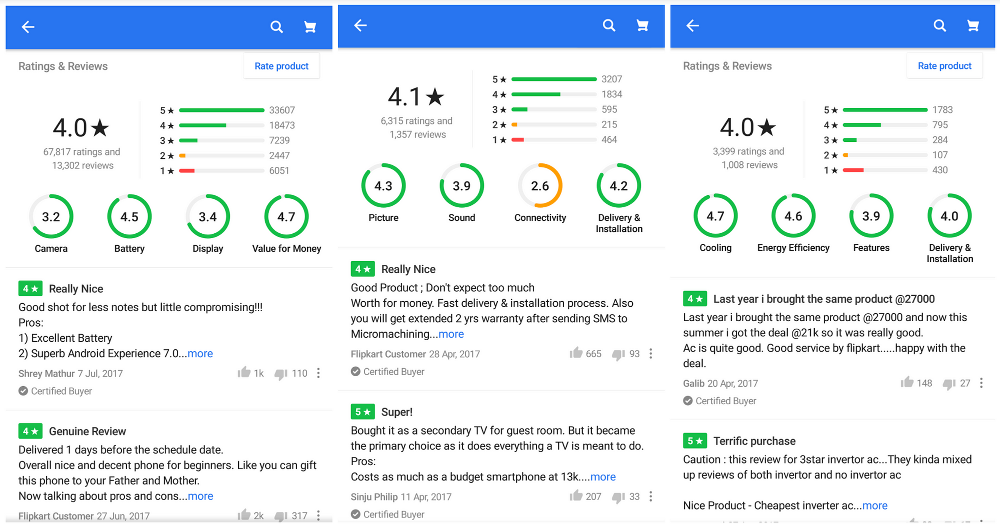 Ratings & Reviews
Rate product
4.0★
67,817 ratings and
13,302 reviews
5★ 33607
4★ 18473
3★ 7239
2★ 2447
1★ 6051
3.2 4.5 3.4 4.7
Camera Battery Display Value for Money
4★ Really Nice
Good shot for less notes but little compromising!!!
Pros:
1) Excellent Battery
2) Superb Android Experience 7.0...more
Shrey Mathur 7 Jul, 2017 1k 110
Certified Buyer
4★ Genuine Review
Delivered 1 days before the schedule date.
Overall nice and decent phone for beginners. Like you can gift
this phone to your Father and Mother.
Now talking about pros and cons...more
Flipkart Customer 27 Jun, 2017 2k 317
4.1★
6,315 ratings and
1,357 reviews
5★ 3207
4★ 1834
3★ 595
2★ 215
1★ 464
4.3 3.9 2.6 4.2
Picture Sound Connectivity Delivery &
Installation
4★ Really Nice
Good Product ; Don't expect too much
Worth for money. Fast delivery & installation process. Also
you will get extended 2 yrs warranty after sending SMS to
Micromachining...more
Flipkart Customer 28 Apr, 2017 665 93
Certified Buyer
5★ Super!
Bought it as a secondary TV for guest room. But it became
the primary choice as it does everything a TV is meant to do.
Pros:
Costs as much as a budget smartphone at 13k....more
Sinju Philip 11 Apr, 2017 207 33
Certified Buyer
Ratings & Reviews
Rate product
4.0★
3,399 ratings and
1,008 reviews
5★ 1783
4★ 795
3★ 284
2★ 107
1★ 430
4.7 4.6 3.9 4.0
Cooling Energy Efficiency Features Delivery &
Installation
4★ Last year i brought the same product @27000
Last year i brought the same product @27000 and now this
summer i got the deal @21k so it was really good.
Ac is quite good. Good service by flipkart.....happy with the
deal.
Galib 20 Apr, 2017 148 27
Certified Buyer
5★ Terrific purchase
Caution : this review for 3star invertor ac...They kinda mixed
up reviews of both invertor and no invertor ac
Nice Product - Cheapest inverter ac...more